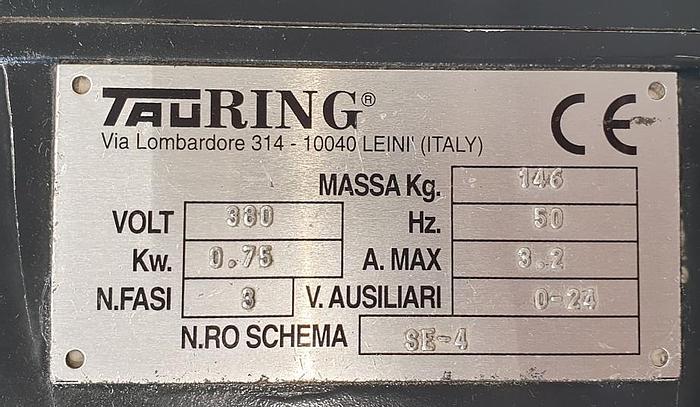 TAURING®
CE
Via Lombardore 314 - 10040 LEINI' (ITALY)
MASSA Kg. 146
VOLT 380 Hz. 50
Kw. 0.75 A. MAX 3.2
N.FASI 3 V. AUSILIARI 0-24
N.RO SCHEMA SE-4